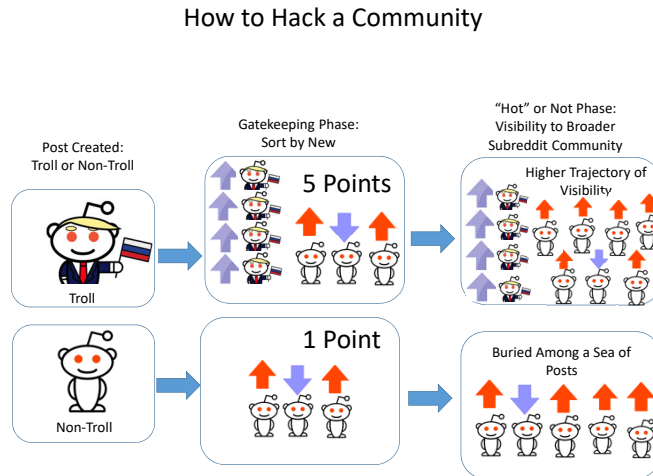 How to Hack a Community
Post Created:
Troll or Non-Troll
Gatekeeping Phase:
Sort by New
“Hot” or Not Phase:
Visibility to Broader
Subreddit Community
Troll
5 Points
Higher Trajectory of
Visibility
Non-Troll
1 Point
Buried Among a Sea of
Posts